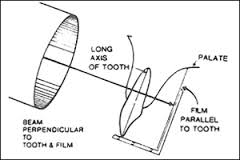 LONG
AXIS
OF TOOTH
PALATE
FILM
PARALLEL
TO TOOTH
BEAM
PERPENDICULAR
TO
TOOTH & FILM